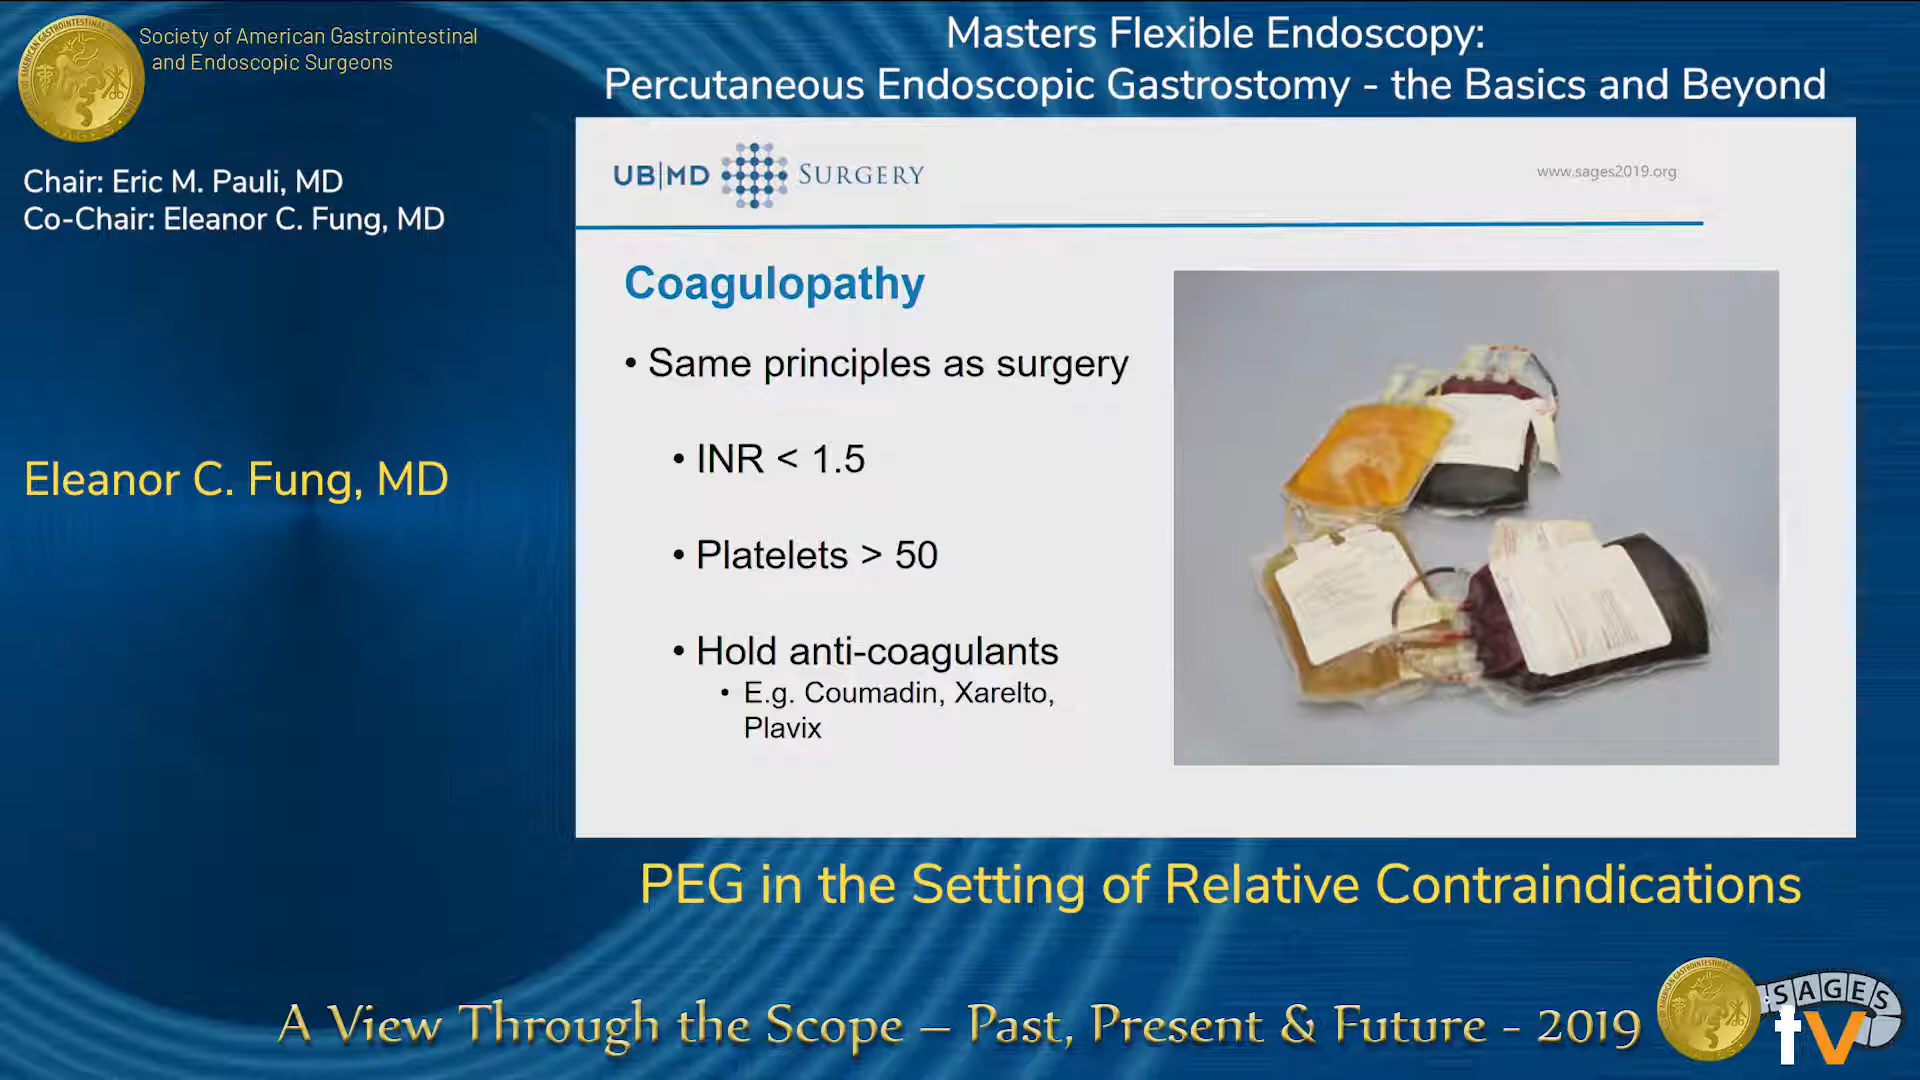 Society of American Gastrointestinal
and Endoscopic Surgeons
Masters Flexible Endoscopy:
Percutaneous Endoscopic Gastrostomy - the Basics and Beyond
Chair: Eric M. Pauli, MD
Co-Chair: Eleanor C. Fung, MD
Eleanor C. Fung, MD
UB|MD SURGERY
www.sages2019.org
Coagulopathy
• Same principles as surgery
• INR < 1.5
• Platelets > 50
• Hold anti-coagulants
• E.g. Coumadin, Xarelto,
Plavix
PEG in the Setting of Relative Contraindications
A View Through the Scope – Past, Present & Future - 2019
SAGES
tv